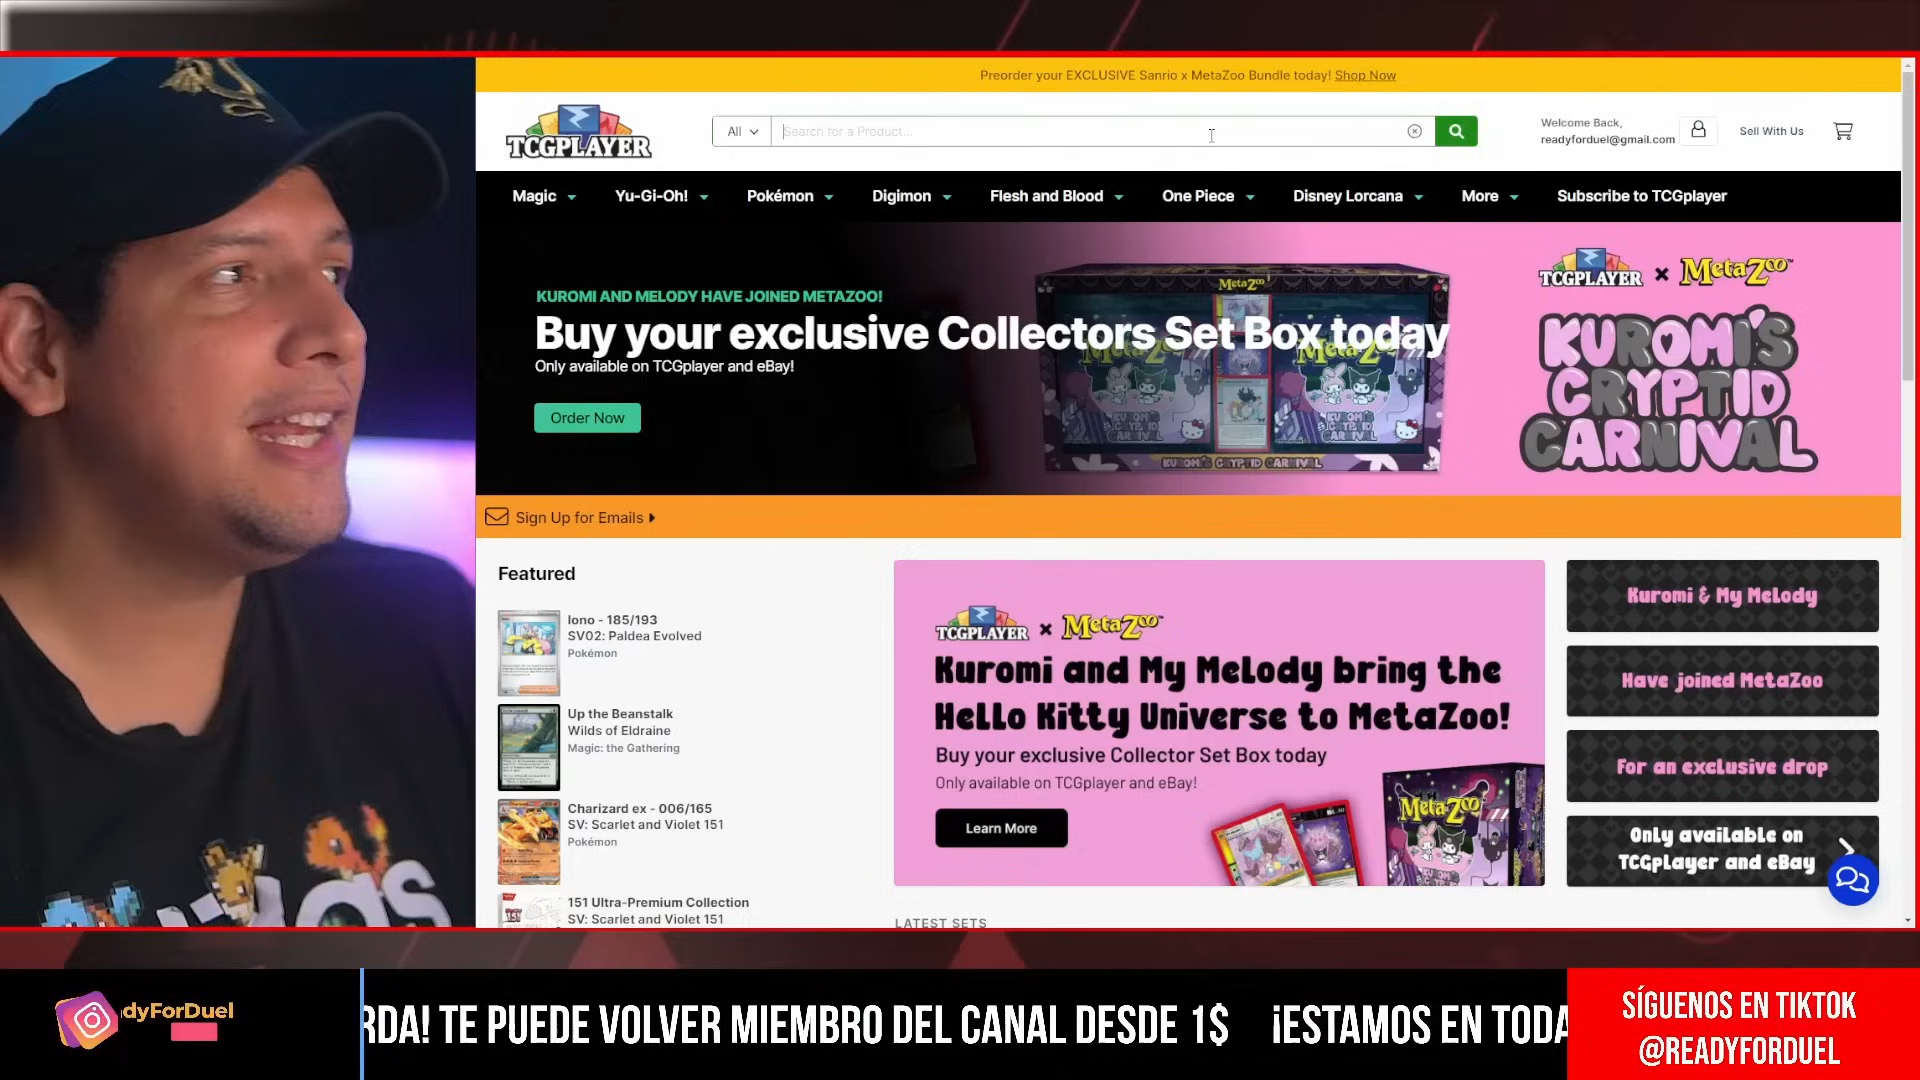 Preorder your EXCLUSIVE Sanrio x MetaZoo Bundle today! Shop Now
TCGPLAYER
All
Search for a Product...
Welcome Back,
readyforduel@gmail.com
Sell With Us
Magic
Yu-Gi-Oh!
Pokémon
Digimon
Flesh and Blood
One Piece
Disney Lorcana
More
Subscribe to TCGplayer
KUROMI AND MELODY HAVE JOINED METAZOO!
Buy your exclusive Collectors Set Box today
Only available on TCGplayer and eBay!
Order Now
MetaZoo
MetaZoo
MetaZoo
KUROMI'S CRYPTID CARNIVAL
TCGPLAYER x MetaZoo
KUROMI'S
CRYPTID
CARNIVAL
Sign Up for Emails
Featured
Iono - 185/193
SV02: Paldea Evolved
Pokémon
Up the Beanstalk
Wilds of Eldraine
Magic: the Gathering
Charizard ex - 006/165
SV: Scarlet and Violet 151
Pokémon
151 Ultra-Premium Collection
SV: Scarlet and Violet 151
TCGPLAYER x MetaZoo
Kuromi and My Melody bring the
Hello Kitty Universe to MetaZoo!
Buy your exclusive Collector Set Box today
Only available on TCGplayer and eBay!
Learn More
MetaZoo
Kuromi & My Melody
Have joined MetaZoo
For an exclusive drop
Only available on
TCGplayer and eBay
LATEST SETS
dyForDuel
RDA! TE PUEDE VOLVER MIEMBRO DEL CANAL DESDE 1$
¡ESTAMOS EN TODA
SÍGUENOS EN TIKTOK
@READYFORDUEL